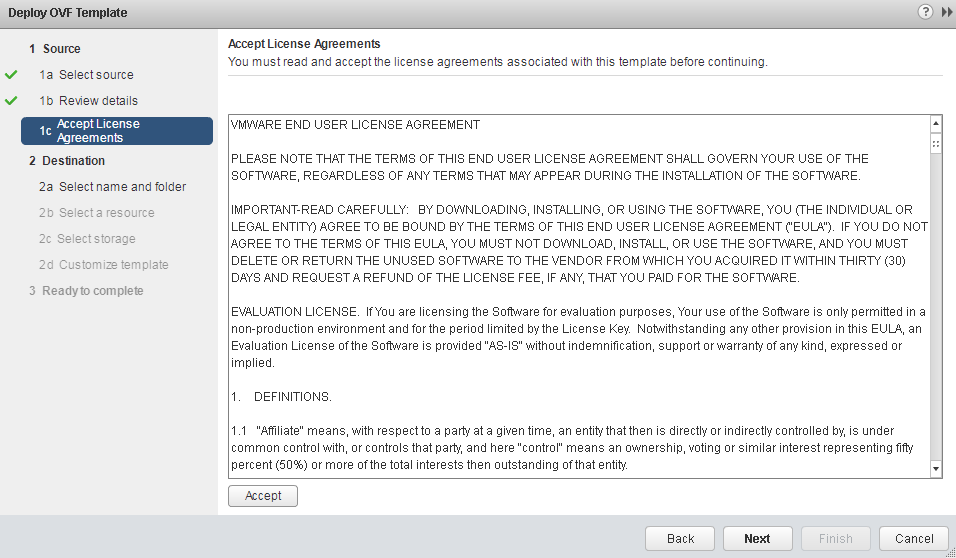 Deploy OVF Template
?
1 Source
1a Select source
1b Review details
1c Accept License
Agreements
2 Destination
2a Select name and folder
2b Select a resource
2c Select storage
2d Customize template
3 Ready to complete
Accept License Agreements
You must read and accept the license agreements associated with this template before continuing.
VMWARE END USER LICENSE AGREEMENT
PLEASE NOTE THAT THE TERMS OF THIS END USER LICENSE AGREEMENT SHALL GOVERN YOUR USE OF THE
SOFTWARE, REGARDLESS OF ANY TERMS THAT MAY APPEAR DURING THE INSTALLATION OF THE SOFTWARE.
IMPORTANT-READ CAREFULLY: BY DOWNLOADING, INSTALLING, OR USING THE SOFTWARE, YOU (THE INDIVIDUAL OR
LEGAL ENTITY) AGREE TO BE BOUND BY THE TERMS OF THIS END USER LICENSE AGREEMENT ("EULA"). IF YOU DO NOT
AGREE TO THE TERMS OF THIS EULA, YOU MUST NOT DOWNLOAD, INSTALL, OR USE THE SOFTWARE, AND YOU MUST
DELETE OR RETURN THE UNUSED SOFTWARE TO THE VENDOR FROM WHICH YOU ACQUIRED IT WITHIN THIRTY (30)
DAYS AND REQUEST A REFUND OF THE LICENSE FEE, IF ANY, THAT YOU PAID FOR THE SOFTWARE.
EVALUATION LICENSE. If You are licensing the Software for evaluation purposes, Your use of the Software is only permitted in a
non-production environment and for the period limited by the License Key. Notwithstanding any other provision in this EULA, an
Evaluation License of the Software is provided "AS-IS" without indemnification, support or warranty of any kind, expressed or
implied.
1. DEFINITIONS.
1.1 "Affiliate" means, with respect to a party at a given time, an entity that then is directly or indirectly controlled by, is under
common control with, or controls that party, and here "control" means an ownership, voting or similar interest representing fifty
percent (50%) or more of the total interests then outstanding of that entity.
Accept
Back
Next
Finish
Cancel